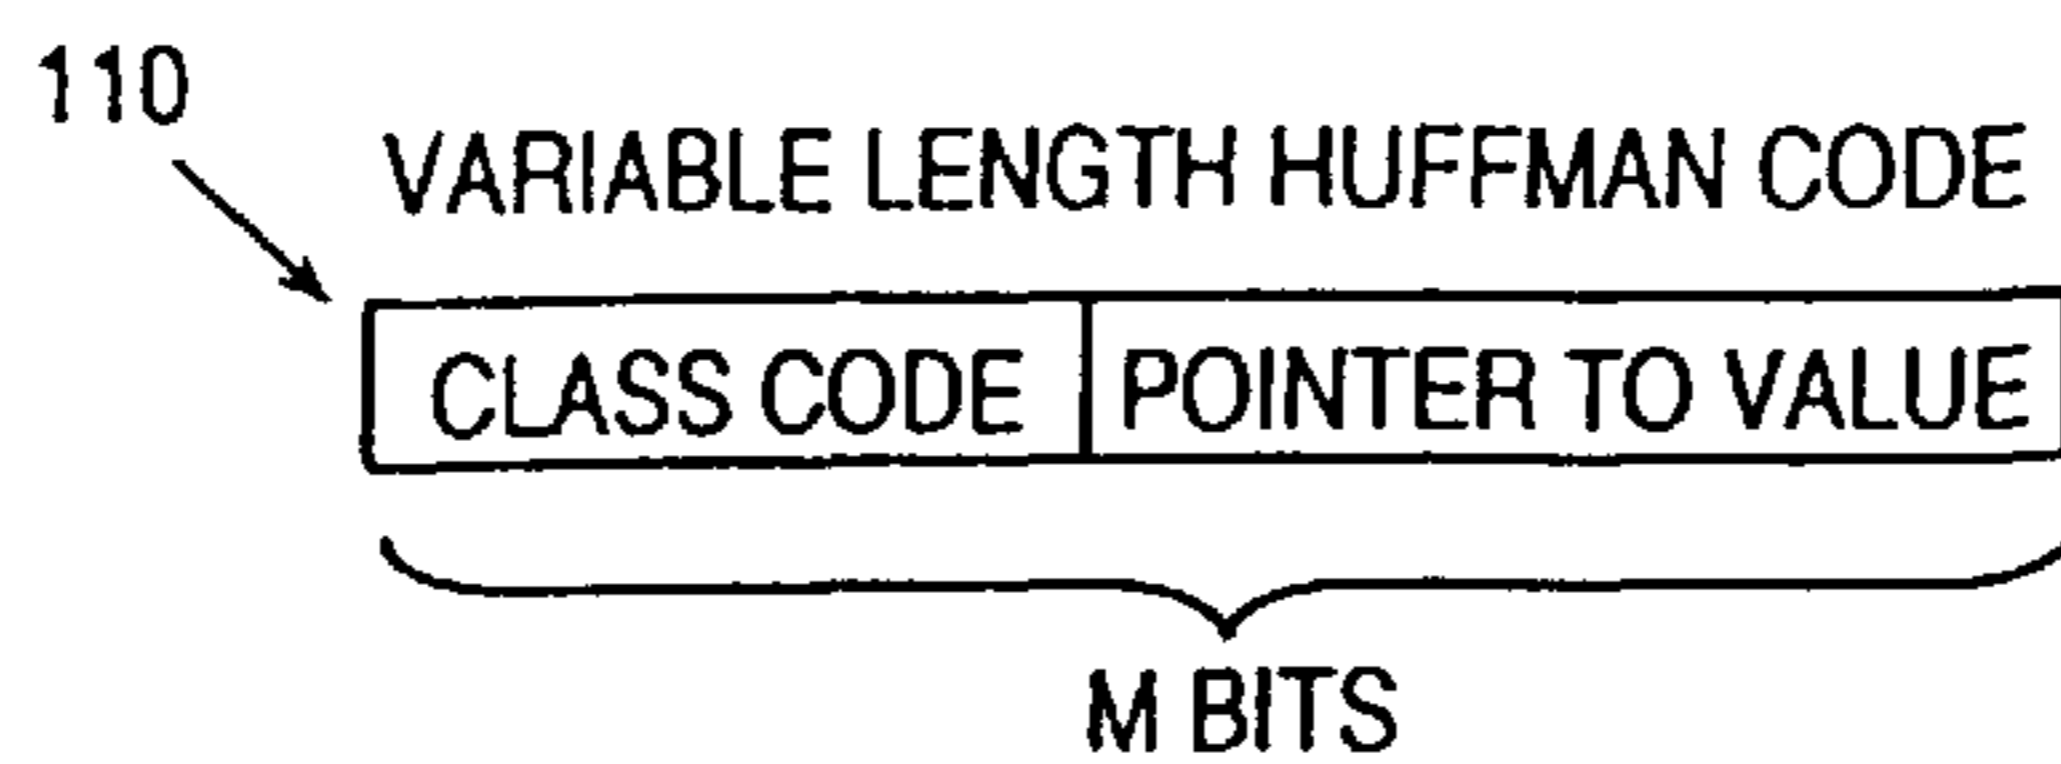 110
VARIABLE LENGTH HUFFMAN CODE
CLASS CODE POINTER TO VALUE
M BITS